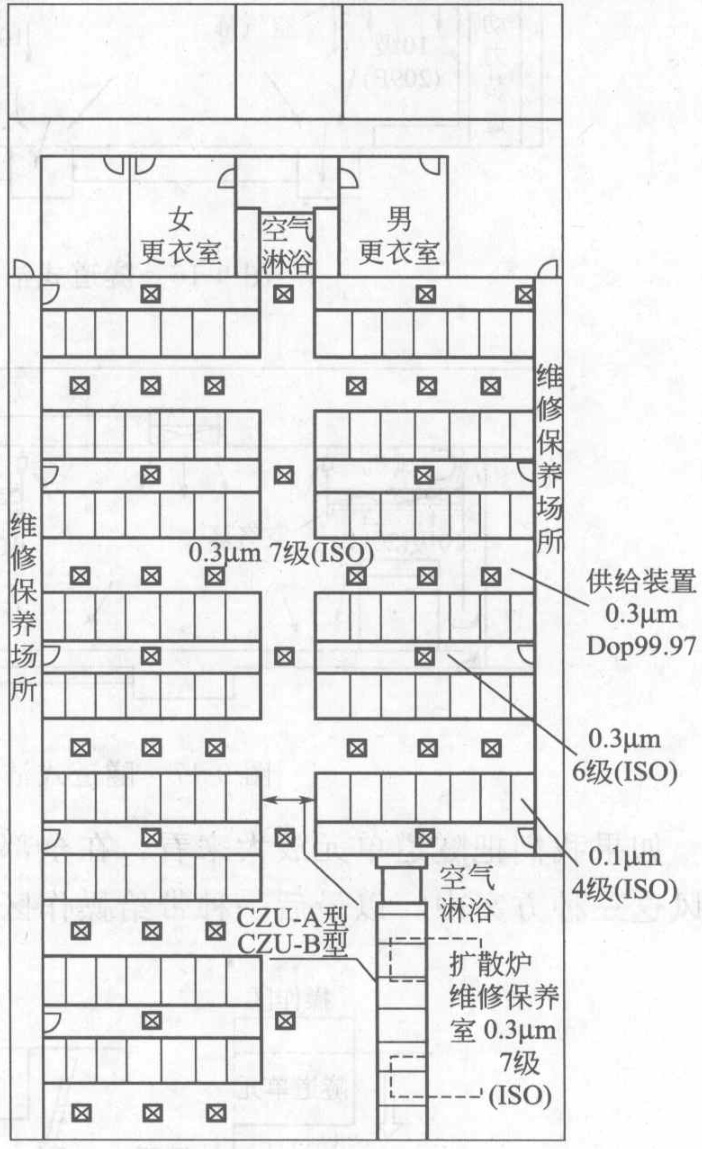 女
更衣室
空气
淋浴
男
更衣室
维修保养场所
维修保养场所
0.3μm 7级(ISO)
供给装置
0.3μm
Dop99.97
0.3μm
6级(ISO)
0.1μm
4级(ISO)
空气
淋浴
CZU-A型
CZU-B型
扩散炉
维修保养
室 0.3μm
7级
(ISO)